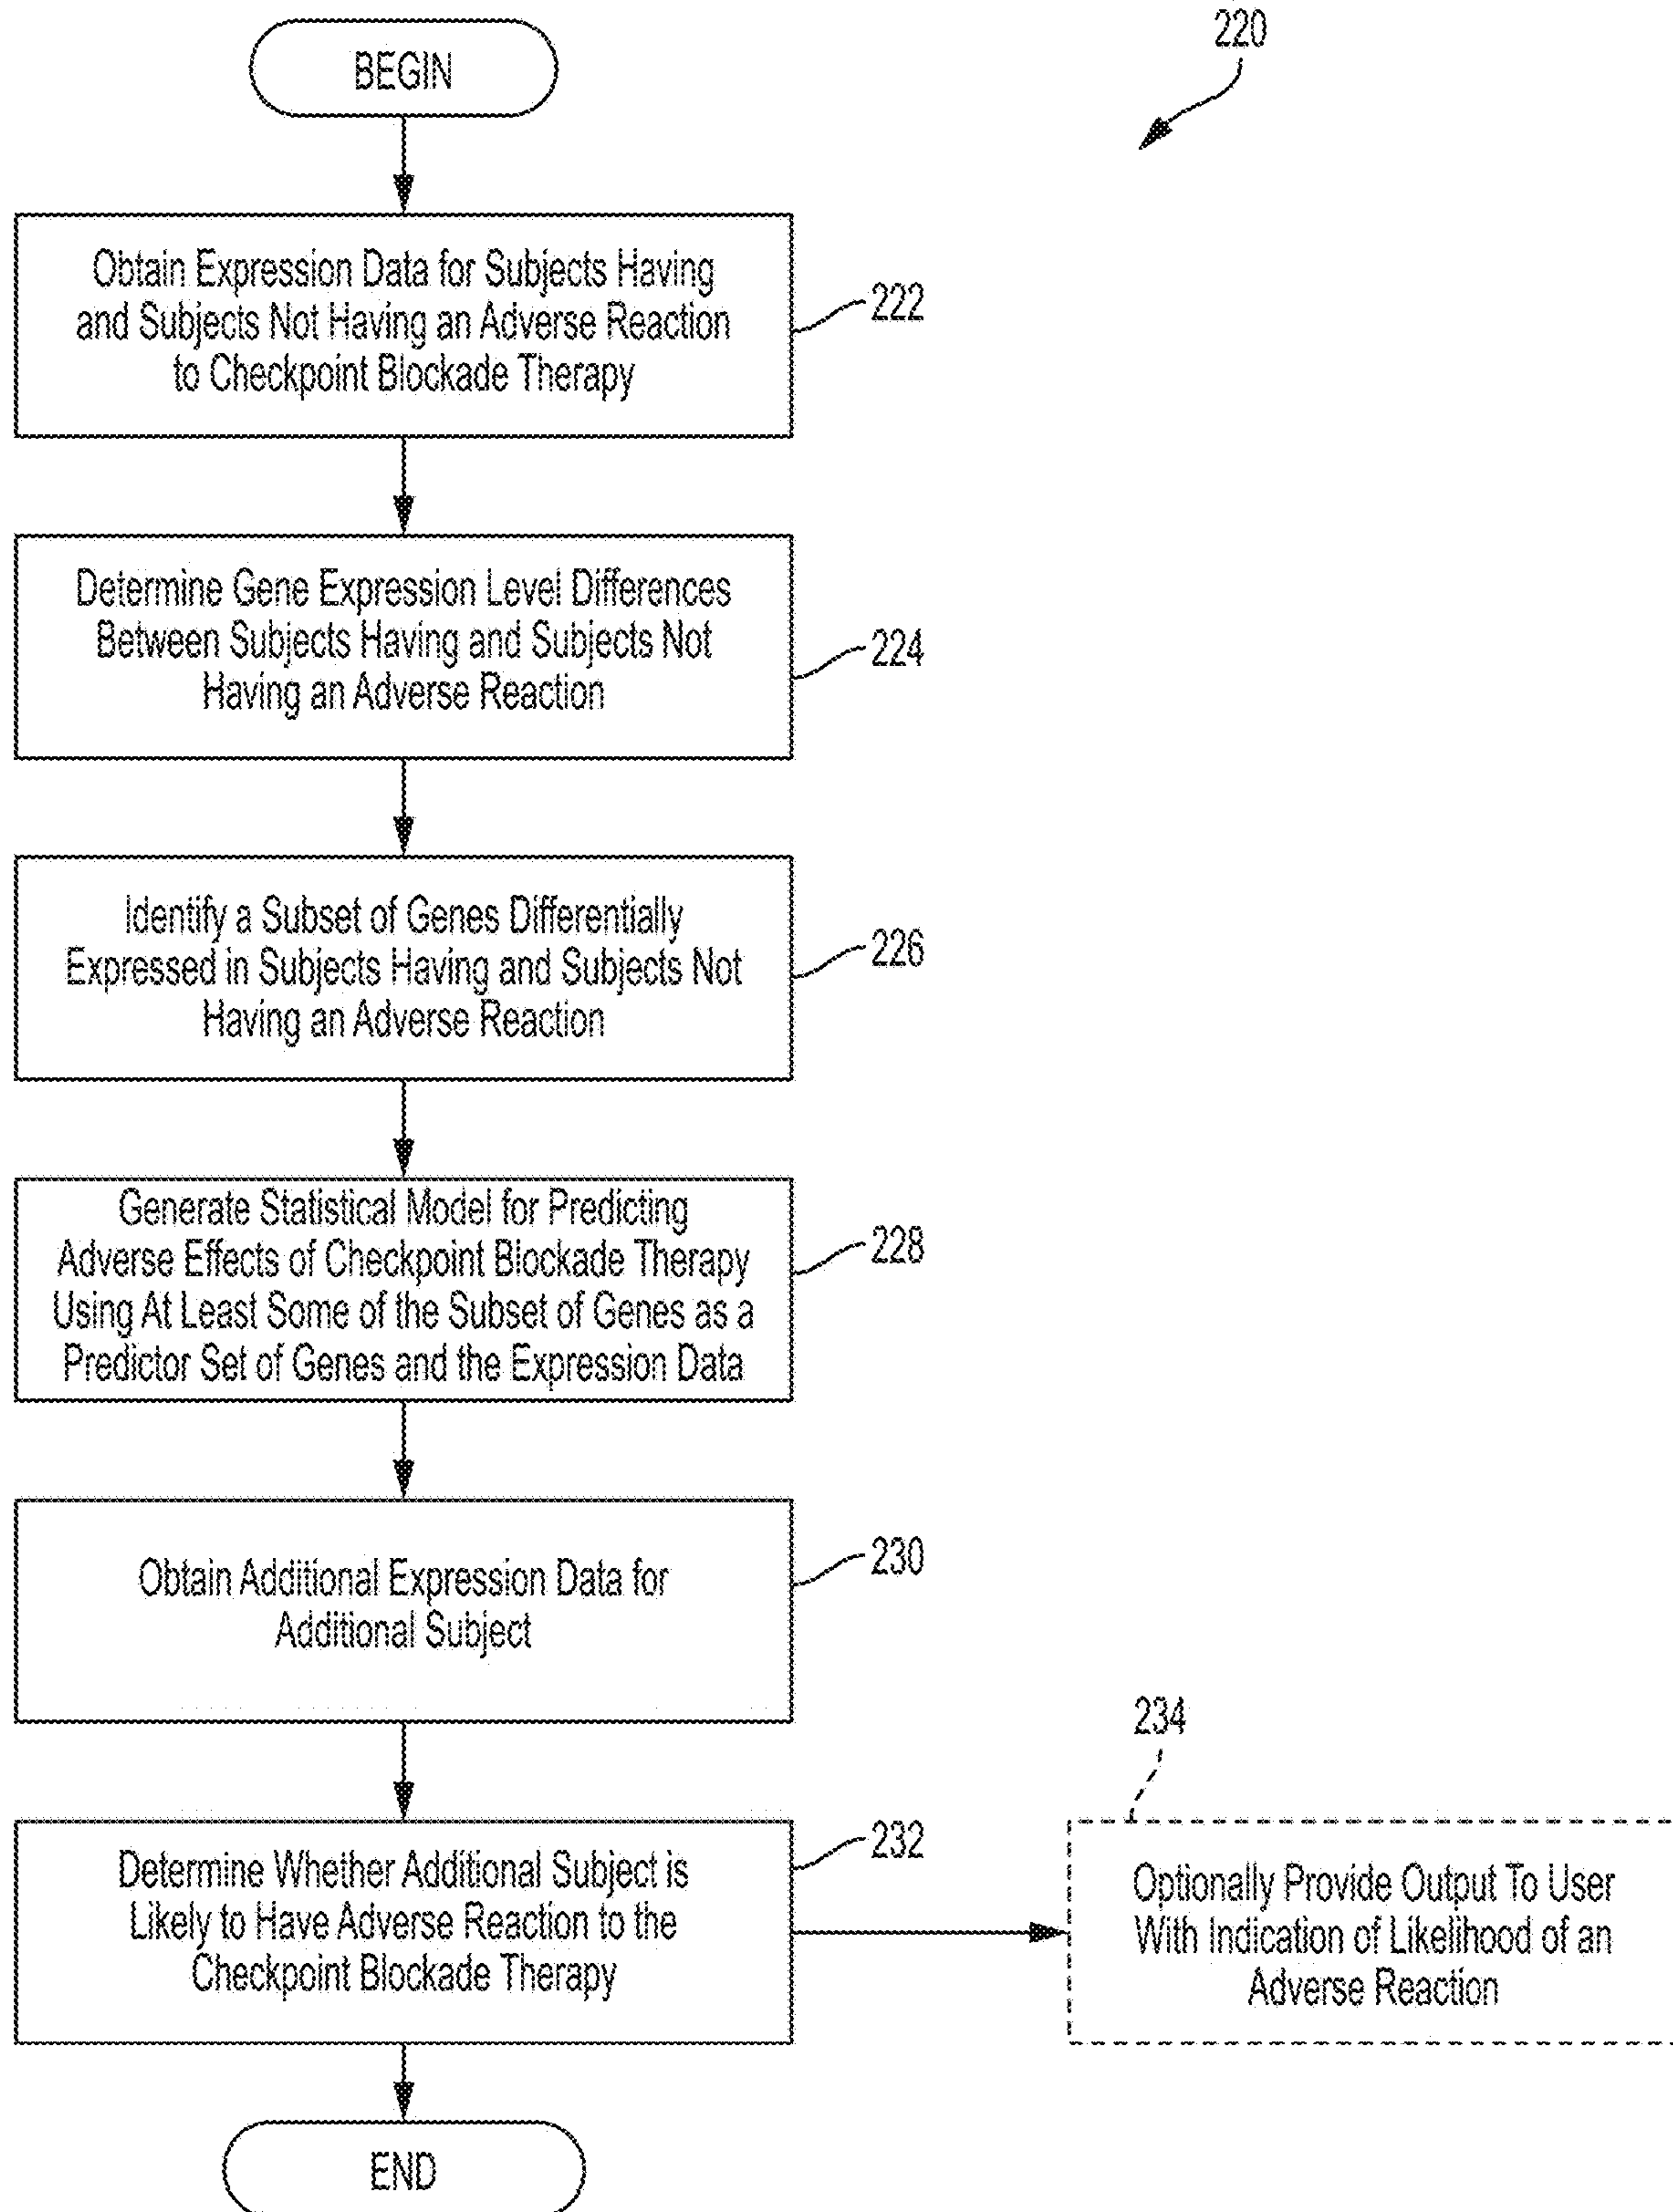 220
BEGIN
Obtain Expression Data for Subjects Having
and Subjects Not Having an Adverse Reaction
to Checkpoint Blockade Therapy
222
Determine Gene Expression Level Differences
Between Subjects Having and Subjects Not
Having an Adverse Reaction
224
Identify a Subset of Genes Differentially
Expressed in Subjects Having and Subjects Not
Having an Adverse Reaction
226
Generate Statistical Model for Predicting
Adverse Effects of Checkpoint Blockade Therapy
Using At Least Some of the Subset of Genes as a
Predictor Set of Genes and the Expression Data
228
Obtain Additional Expression Data for
Additional Subject
230
Determine Whether Additional Subject is
Likely to Have Adverse Reaction to the
Checkpoint Blockade Therapy
232
234
Optionally Provide Output To User
With Indication of Likelihood of an
Adverse Reaction
END